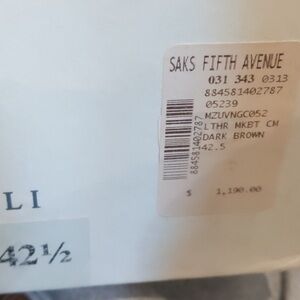 SAKS FIFTH AVENUE
031 343 0313
884581402787
05239
MZUVNGC052
LTHR MKBT CM
DARK BROWN
42.5
884581402787
$ 1,190.00
LI
42½